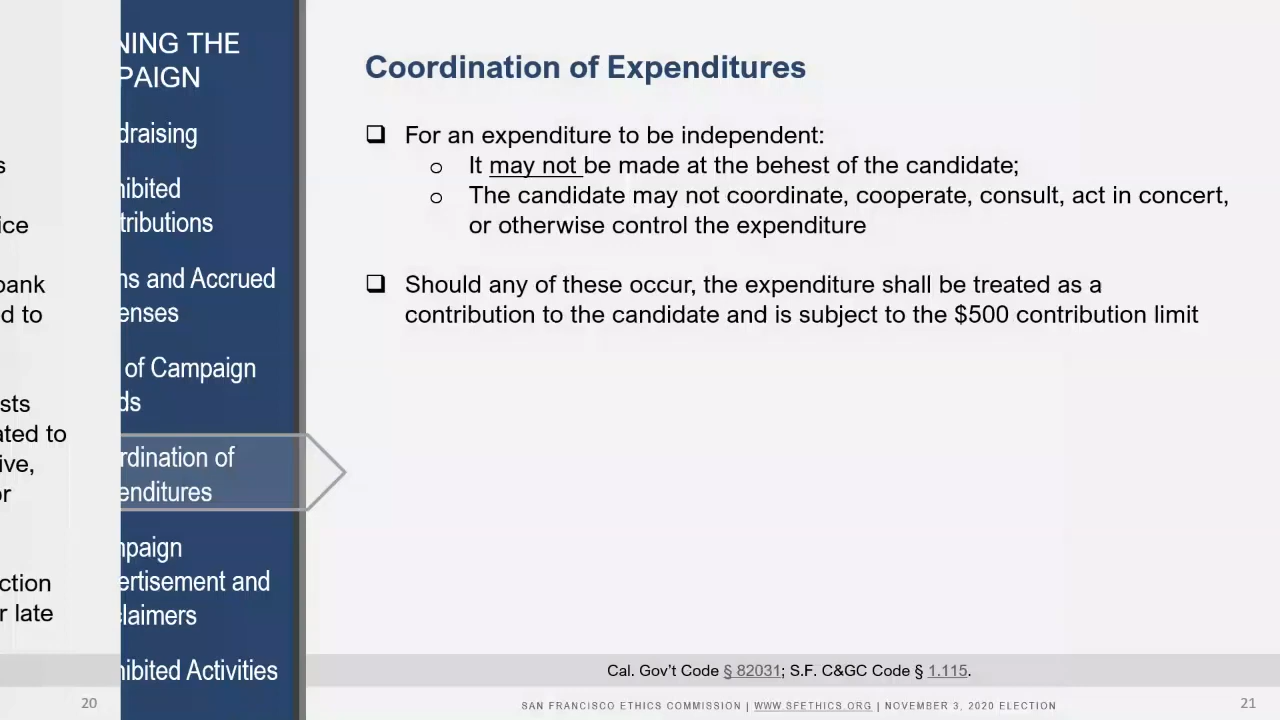 s
ice
bank
d to
sts
ated to
ive,
or
ction
r late
20
NING THE
PAIGN
draising
hibited
tributions
ns and Accrued
enses
of Campaign
ds
rdination of
enditures
mpaign
ertisement and
claimers
hibited Activities
Coordination of Expenditures
For an expenditure to be independent:
It may not be made at the behest of the candidate;
The candidate may not coordinate, cooperate, consult, act in concert,
or otherwise control the expenditure
Should any of these occur, the expenditure shall be treated as a
contribution to the candidate and is subject to the $500 contribution limit
Cal. Gov't Code § 82031; S.F. C&GC Code § 1.115.
SAN FRANCISCO ETHICS COMMISSION | WWW.SFETHICS.ORG | NOVEMBER 3, 2020 ELECTION
21